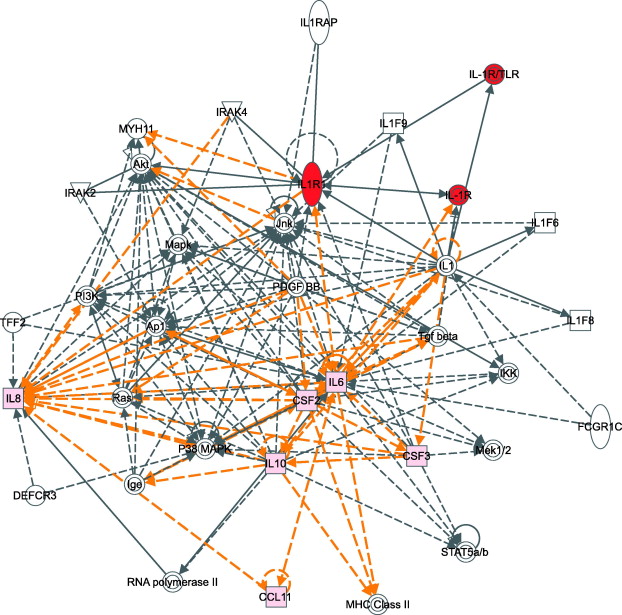 IL1RAP
IL-1R/TLR
IRAK4
IL1F9
MYH11
Akt
IRAK2
IL1R1
IL-1R
Jnk
IL1F6
Mapk
IL1
PI3K
PDGF BB
TFF2
Ap1
Tgf beta
IL1F8
IL6
IKK
IL8
Ras
CSF2
FCGR1C
P38 MAPK
IL10
CSF3
Mek1/2
DEFCR3
Ige
STAT5a/b
RNA polymerase II
CCL11
MHC Class II